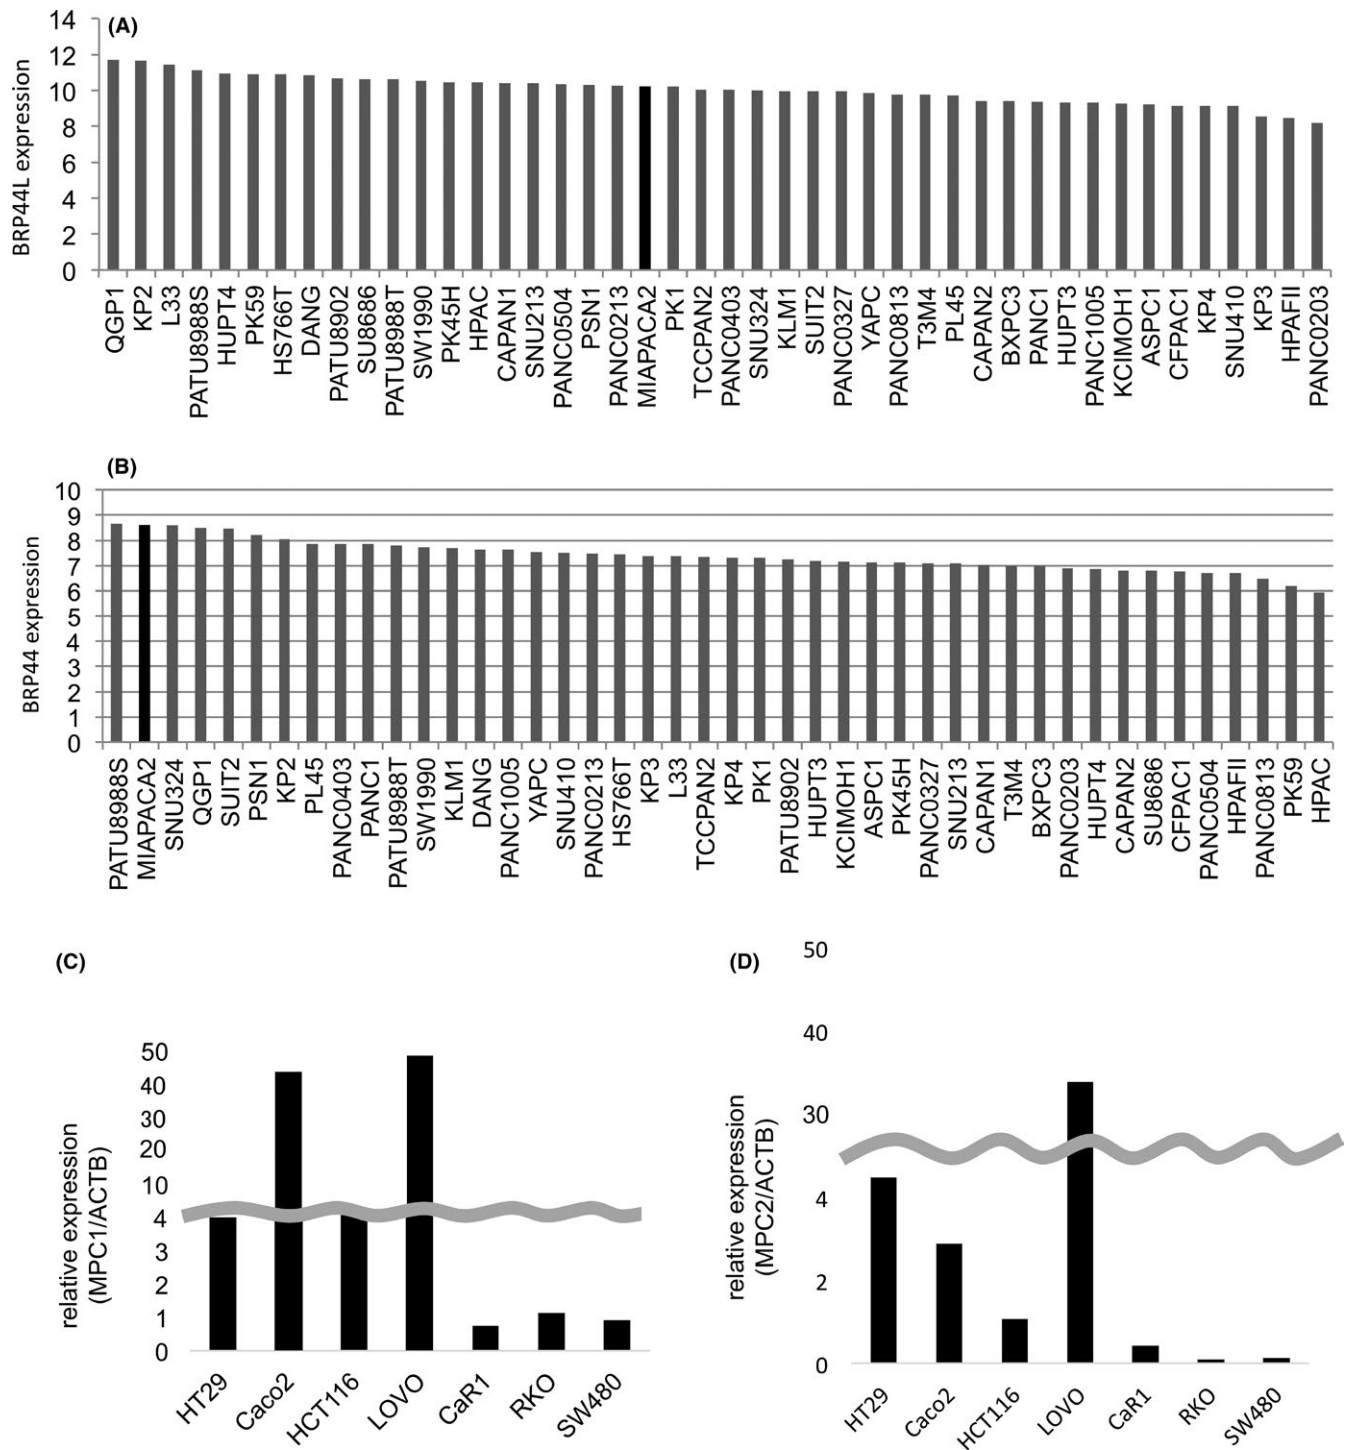 (A)
14
12
10
8
6
4
2
0
BRP44L expression
QGP1
KP2
L33
PATU8988S
HUPT4
PK59
HS766T
DANG
PATU8902
SU8686
PATU8988T
SW1990
PK45H
HPAC
CAPAN1
SNU213
PANC0504
PSN1
PANC0213
MIAPACA2
PK1
TCCPAN2
PANC0403
SNU324
KLM1
SUIT2
PANC0327
YAPC
PANC0813
T3M4
PL45
CAPAN2
BXPC3
PANC1
HUPT3
PANC1005
KCIMOH1
ASPC1
CFPAC1
KP4
SNU410
KP3
HPAFII
PANC0203
(B)
10
9
8
7
6
5
4
3
2
1
0
BRP44 expression
PATU8988S
MIAPACA2
SNU324
QGP1
SUIT2
PSN1
KP2
PL45
PANC0403
PANC1
PATU8988T
SW1990
KLM1
DANG
PANC1005
YAPC
SNU410
PANC0213
HS766T
KP3
L33
TCCPAN2
KP4
PK1
PATU8902
HUPT3
KCIMOH1
ASPC1
PK45H
PANC0327
SNU213
CAPAN1
T3M4
BXPC3
PANC0203
HUPT4
CAPAN2
SU8686
CFPAC1
PANC0504
HPAFII
PANC0813
PK59
HPAC
(C)
50
40
30
20
10
4
3
2
1
0
relative expression
(MPC1/ACTB)
HT29
Caco2
HCT116
LOVO
CaR1
RKO
SW480
(D)
50
40
30
4
2
0
relative expression
(MPC2/ACTB)
HT29
Caco2
HCT116
LOVO
CaR1
RKO
SW480